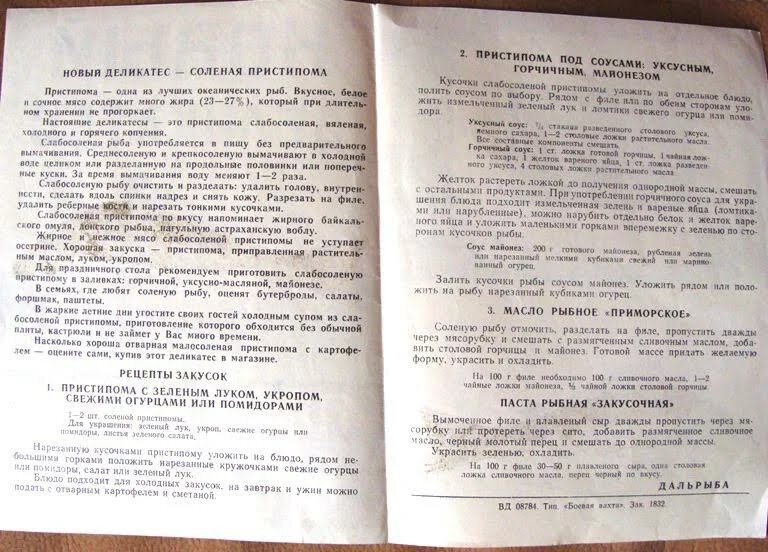 НОВЫЙ ДЕЛИКАТЕС — СОЛЕНАЯ ПРИСТИПОМА
Пристипома — одна из лучших океанических рыб. Вкусное, белое
и сочное мясо содержит много жира (23—27%), который при длитель-
ном хранении не прогоркает.
Настоящие деликатесы — это пристипома слабосоленая, вяленая,
холодного и горячего копчения.
Слабосоленая рыба употребляется в пищу без предварительного
вымачивания. Среднесоленую и крепкосоленую вымачивают в холодной
воде целиком или разделанную на продольные половинки или попереч-
ные куски. За время вымачивания воду меняют 1—2 раза.
Слабосоленую рыбу очистить и разделать: удалить голову, внутрен-
ности, сделать вдоль спинки надрез и снять кожу. Разрезать на филе,
удалить реберные кости и нарезать тонкими кусочками.
Слабосоленая пристипома по вкусу напоминает жирного байкаль-
ского омуля, донского рыбца, нагульную астраханскую воблу.
Жирное и нежное мясо слабосоленой пристипомы не уступает
осетрине. Хорошая закуска — пристипома, приправленная раститель-
ным маслом, луком, укропом.
Для праздничного стола рекомендуем приготовить слабосоленую
пристипому в заливках: горчичной, уксусно-масляной, майонезе.
В семьях, где любят соленую рыбу, оценят бутерброды, салаты,
форшмак, паштеты.
В жаркие летние дни угостите своих гостей холодным супом из сла-
босоленой пристипомы, приготовление которого обходится без обычной
плиты, кастрюли и не займет у Вас много времени.
Насколько хороша отварная малосоленая пристипома с картофе-
лем — оцените сами, купив этот деликатес в магазине.
РЕЦЕПТЫ ЗАКУСОК
1. ПРИСТИПОМА С ЗЕЛЕНЫМ ЛУКОМ, УКРОПОМ,
СВЕЖИМИ ОГУРЦАМИ ИЛИ ПОМИДОРАМИ
1—2 шт. соленой пристипомы.
Для украшения: зеленый лук, укроп, свежие огурцы или
помидоры, листья зеленого салата.
Нарезанную кусочками пристипому уложить на блюдо, рядом не-
большими горками положить нарезанные кружочками свежие огурцы
или помидоры, салат или зеленый лук.
Блюдо подходит для холодных закусок, на завтрак и ужин можно
подать с отварным картофелем и сметаной.
2. ПРИСТИПОМА ПОД СОУСАМИ: УКСУСНЫМ,
ГОРЧИЧНЫМ, МАЙОНЕЗОМ
Кусочки слабосоленой пристипомы уложить на отдельное блюдо,
полить соусом по выбору. Рядом с филе или по обеим сторонам уло-
жить измельченный зеленый лук и ломтики свежего огурца или поми-
дора.
Уксусный соус: стакана разведенного столового уксуса,
немного сахара, 1—2 столовые ложки растительного масла.
Все составные компоненты смешать.
Горчичный соус: 1 ст. ложка готовой горчицы, 1 чайная лож-
ка сахара, 1 желток вареного яйца, 1 ст. ложка разведен-
ного уксуса, 4 столовых ложки растительного масла.
Желток растереть ложкой до получения однородной массы, смешать
с остальными продуктами. При употреблении горчичного соуса для ук-
рашения блюда подходит измельченная зелень и вареные яйца (ломтика-
ми или нарубленные), можно нарубить отдельно белок и желток варе-
ного яйца и уложить маленькими горками вперемежку с зеленью по сто-
ронам кусочков рыбы.
Соус майонез: 200 г готового майонеза, рубленая зелень
или нарезанный мелкими кубиками свежий или марино-
ванный огурец.
Залить кусочки рыбы соусом майонез. Уложить рядом или поло-
жить на рыбу нарезанный кубиками огурец.
3. МАСЛО РЫБНОЕ «ПРИМОРСКОЕ»
Соленую рыбу отмочить, разделать на филе, пропустить дважды
через мясорубку и смешать с размягченным сливочным маслом, доба-
вить столовой горчицы и майонез. Готовой массе придать желаемую
форму, украсить и охладить.
На 100 г филе необходимо 100 г сливочного масла, 1—2
чайные ложки майонеза, ½ чайной ложки столовой горчицы
ПАСТА РЫБНАЯ «ЗАКУСОЧНАЯ»
Вымоченное филе и плавленый сыр дважды пропустить через мя-
сорубку или протереть через сито, добавить размягченное сливочное
масло, черный молотый перец и смешать до однородной массы.
Украсить зеленью, охладить.
На 100 г филе 30—50 г плавленого сыра, одна столовая
ложка сливочного масла, перец черный по вкусу.
ДАЛЬРЫБА
ВД 08784. Тип. «Боевая вахта». Зак. 1832.